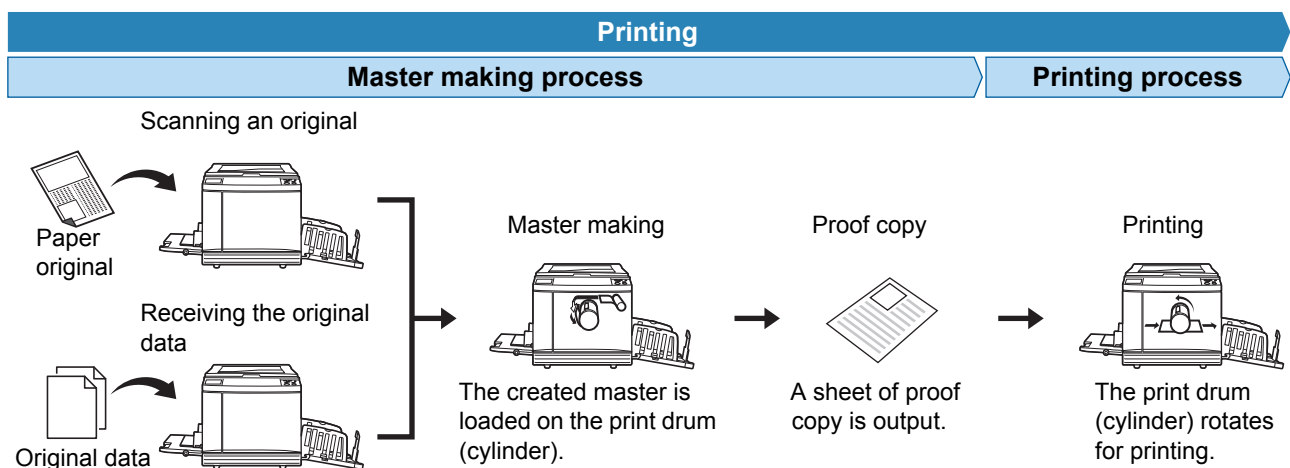 Printing
Master making process
Printing process
Scanning an original
Paper
original
Receiving the original
data
Original data
Master making
The created master is
loaded on the print drum
(cylinder).
Proof copy
A sheet of proof
copy is output.
Printing
The print drum
(cylinder) rotates
for printing.